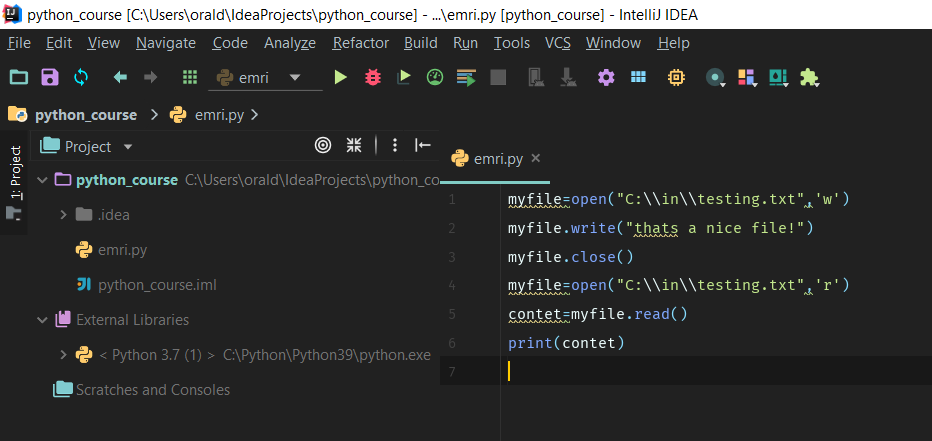 python_course [C:\Users\orald\IdeaProjects\python_course] - ...\emri.py [python_course] - IntelliJ IDEA
File Edit View Navigate Code Analyze Refactor Build Run Tools VCS Window Help
emri
python_course emri.py
1: Project
Project
python_course C:\Users\orald\IdeaProjects\python_co
.idea
emri.py
python_course.iml
External Libraries
< Python 3.7 (1) > C:\Python\Python39\python.exe
Scratches and Consoles
emri.py
1 myfile=open("C:\\in\\testing.txt",'w')
2 myfile.write("thats a nice file!")
3 myfile.close()
4 myfile=open("C:\\in\\testing.txt",'r')
5 contet=myfile.read()
6 print(contet)
7